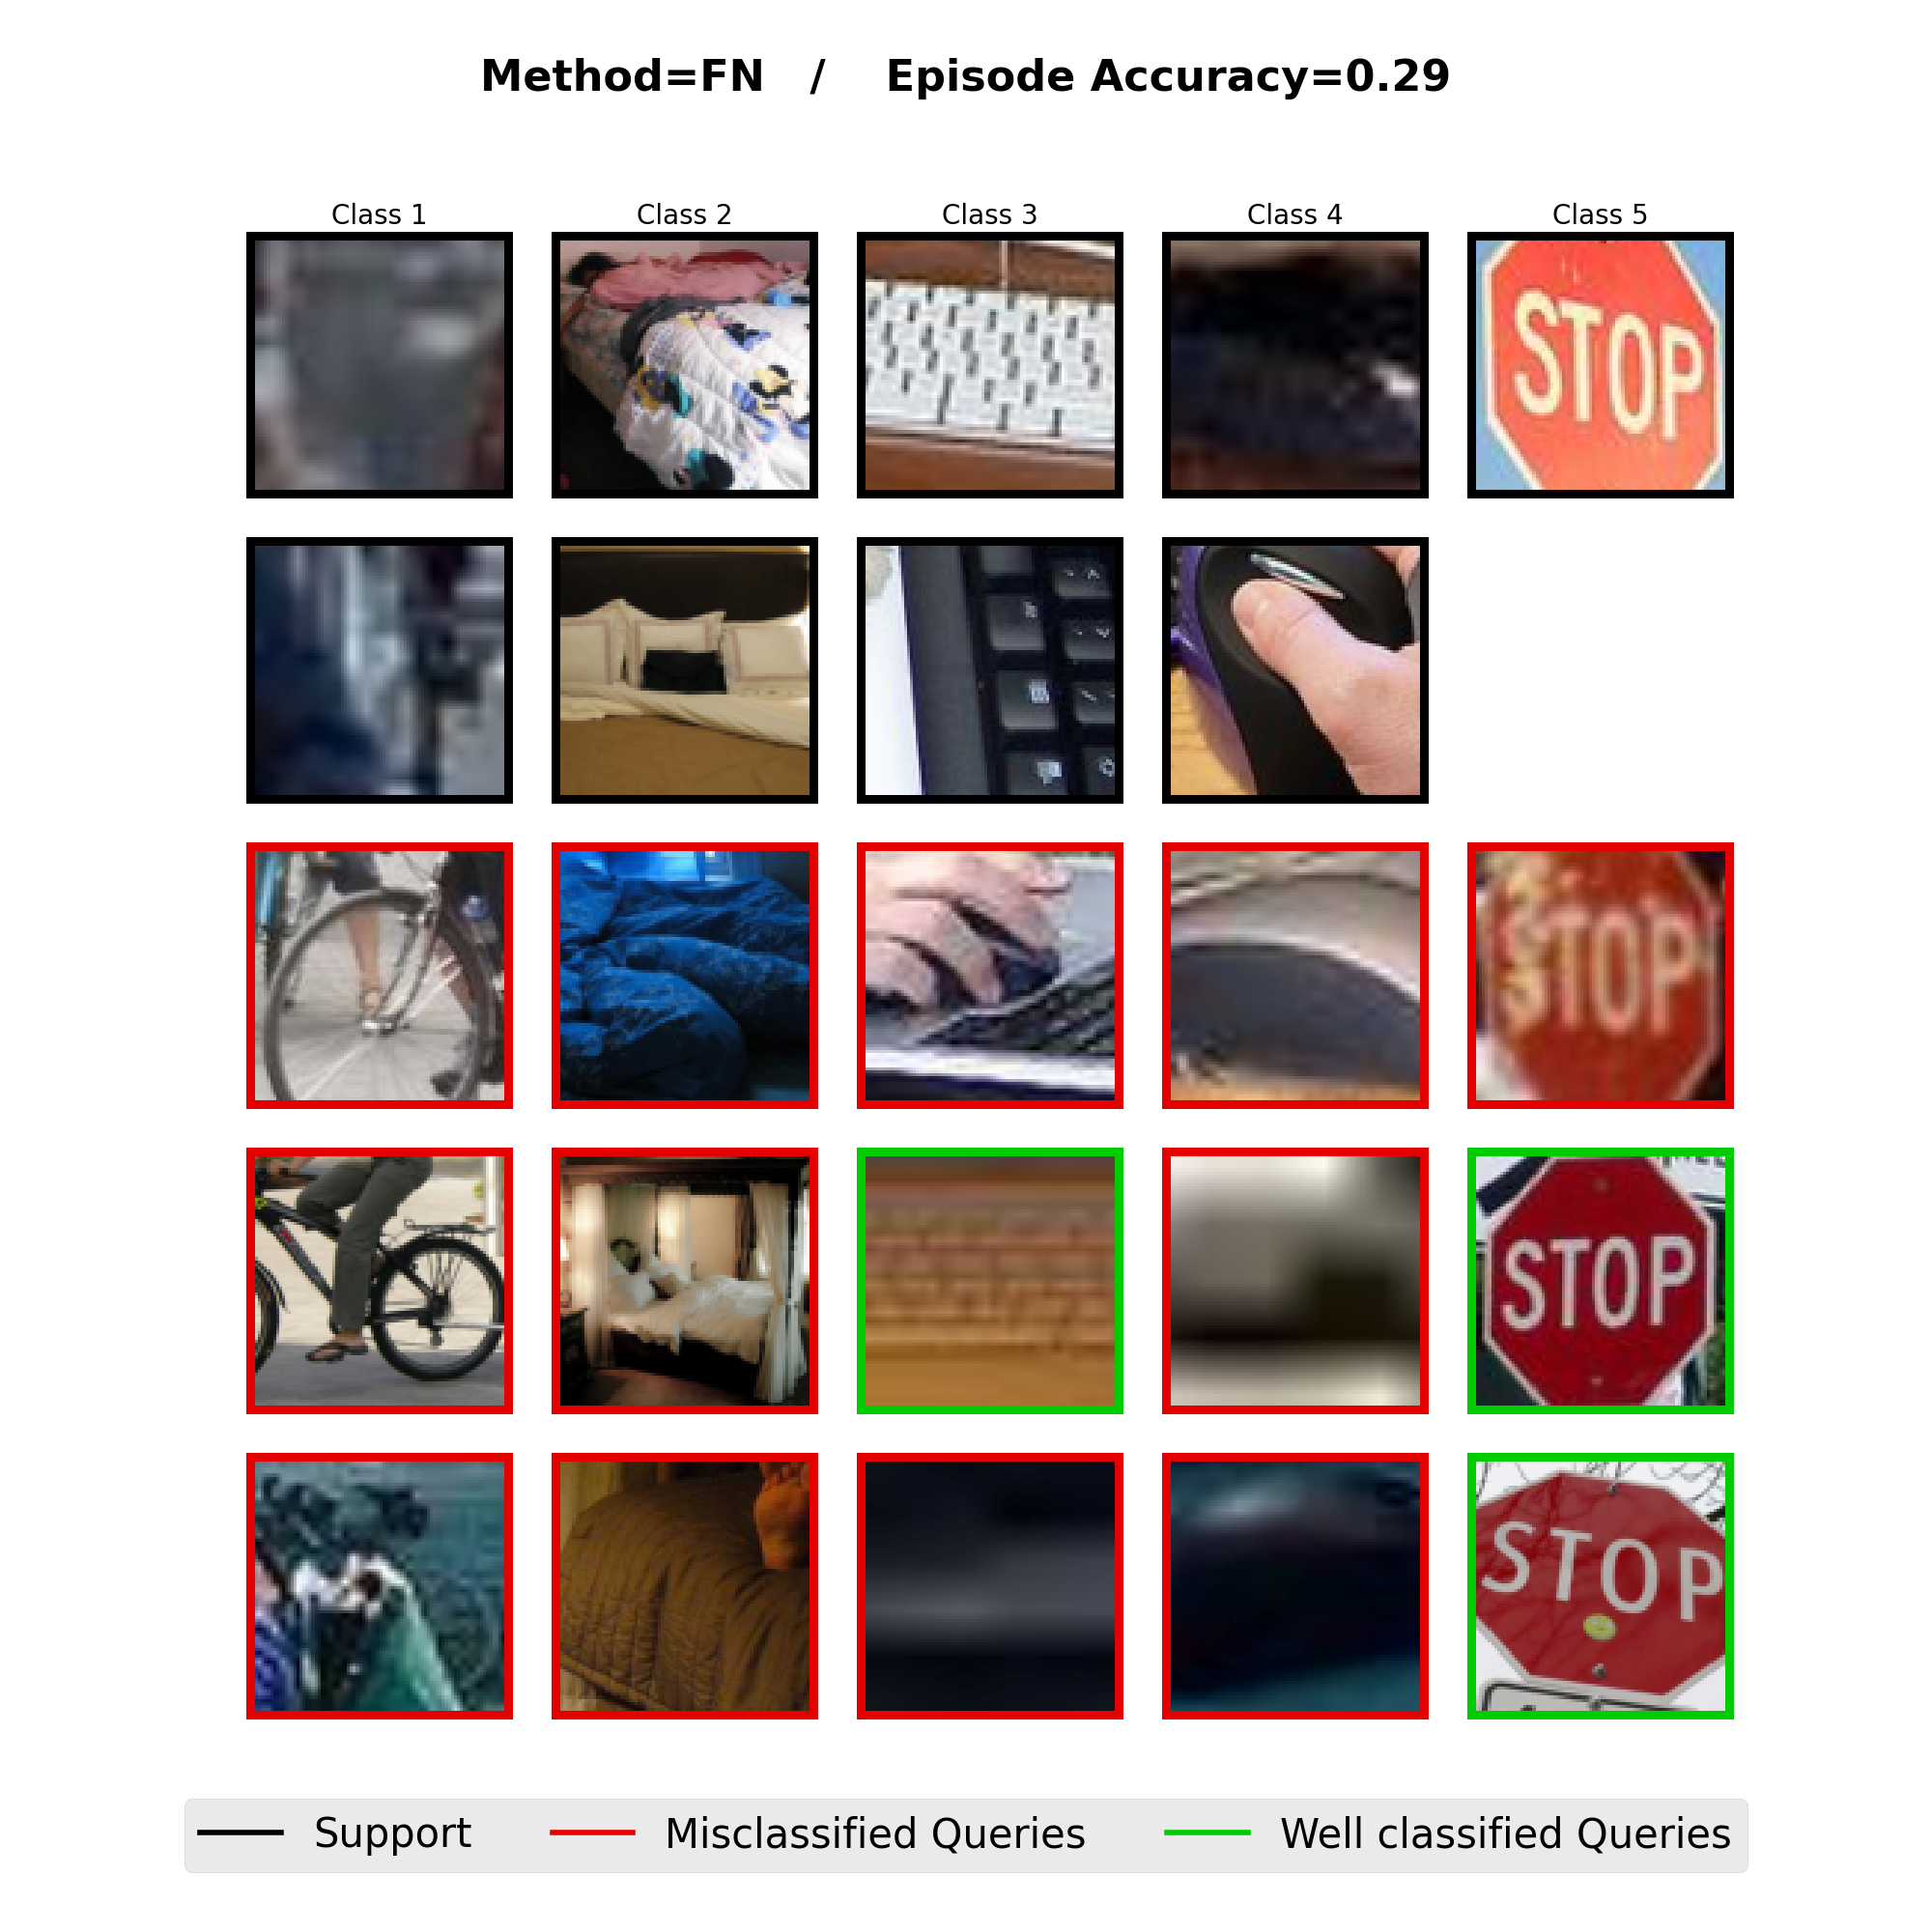 Method=FN / Episode Accuracy=0.29
Class 1 Class 2 Class 3 Class 4 Class 5
STOP
STOP
STOP
STOP
Support Misclassified Queries Well classified Queries